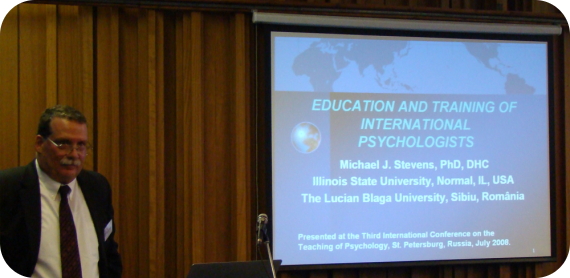 EDUCATION AND TRAINING OF
INTERNATIONAL
PSYCHOLOGISTS
Michael J. Stevens, PhD, DHC
Illinois State University, Normal, IL, USA
The Lucian Blaga University, Sibiu, România
Presented at the Third International Conference on the
Teaching of Psychology, St. Petersburg, Russia, July 2008.
1